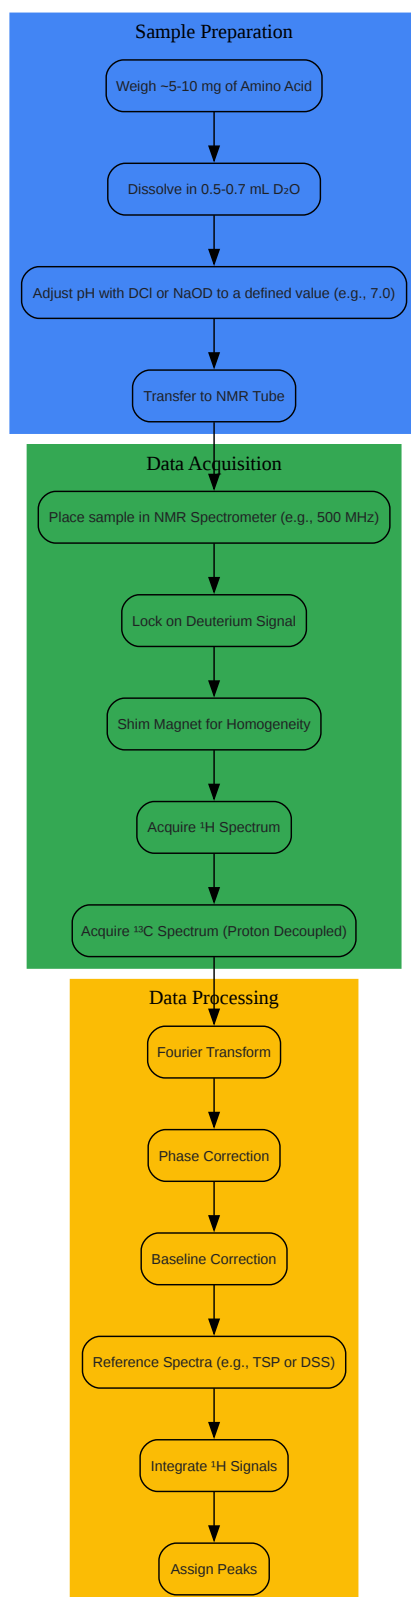 Sample Preparation
Weigh ~5-10 mg of Amino Acid
Dissolve in 0.5-0.7 mL D₂O
Adjust pH with DCl or NaOD to a defined value (e.g., 7.0)
Transfer to NMR Tube
Data Acquisition
Place sample in NMR Spectrometer (e.g., 500 MHz)
Lock on Deuterium Signal
Shim Magnet for Homogeneity
Acquire ¹H Spectrum
Acquire ¹³C Spectrum (Proton Decoupled)
Data Processing
Fourier Transform
Phase Correction
Baseline Correction
Reference Spectra (e.g., TSP or DSS)
Integrate ¹H Signals
Assign Peaks